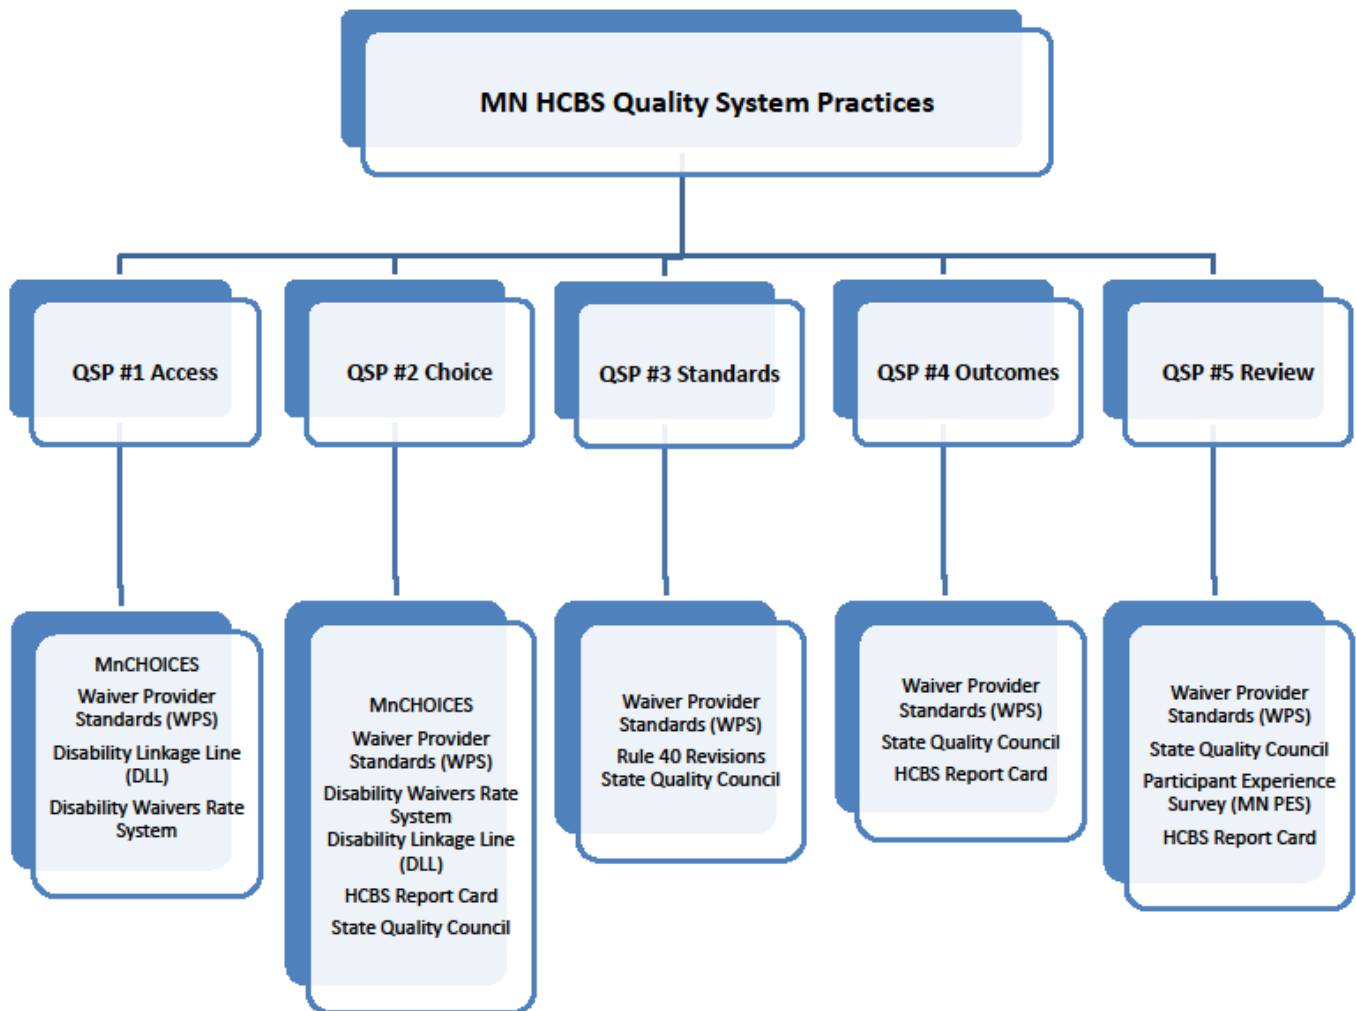 MN HCBS Quality System Practices
QSP #1 Access
QSP #2 Choice
QSP #3 Standards
QSP #4 Outcomes
QSP #5 Review
MnCHOICES
Waiver Provider
Standards (WPS)
Disability Linkage Line
(DLL)
Disability Waivers Rate
System
MnCHOICES
Waiver Provider
Standards (WPS)
Disability Waivers Rate
System
Disability Linkage Line
(DLL)
HCBS Report Card
State Quality Council
Waiver Provider
Standards (WPS)
Rule 40 Revisions
State Quality Council
Waiver Provider
Standards (WPS)
State Quality Council
HCBS Report Card
Waiver Provider
Standards (WPS)
State Quality Council
Participant Experience
Survey (MN PES)
HCBS Report Card